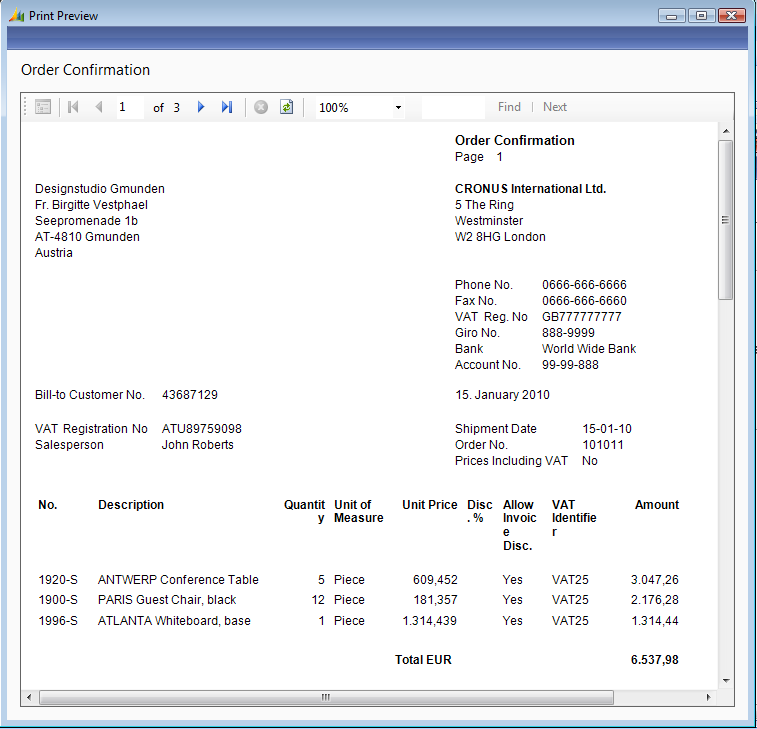 Print Preview
Order Confirmation
1 of 3 100% Find Next
Order Confirmation
Page 1
Designstudio Gmunden
Fr. Birgitte Vestphael
Seepromenade 1b
AT-4810 Gmunden
Austria
CRONUS International Ltd.
5 The Ring
Westminster
W2 8HG London
Phone No. 0666-666-6666
Fax No. 0666-666-6660
VAT Reg. No GB777777777
Giro No. 888-9999
Bank World Wide Bank
Account No. 99-99-888
Bill-to Customer No. 43687129 15. January 2010
VAT Registration No ATU89759098 Shipment Date 15-01-10
Salesperson John Roberts Order No. 101011
Prices Including VAT No
No. Description Quantit Unit of Unit Price Disc Allow VAT Amount
y Measure . % Invoic Identifie
e r
Disc.
1920-S ANTWERP Conference Table 5 Piece 609,452 Yes VAT25 3.047,26
1900-S PARIS Guest Chair, black 12 Piece 181,357 Yes VAT25 2.176,28
1996-S ATLANTA Whiteboard, base 1 Piece 1.314,439 Yes VAT25 1.314,44
Total EUR 6.537,98